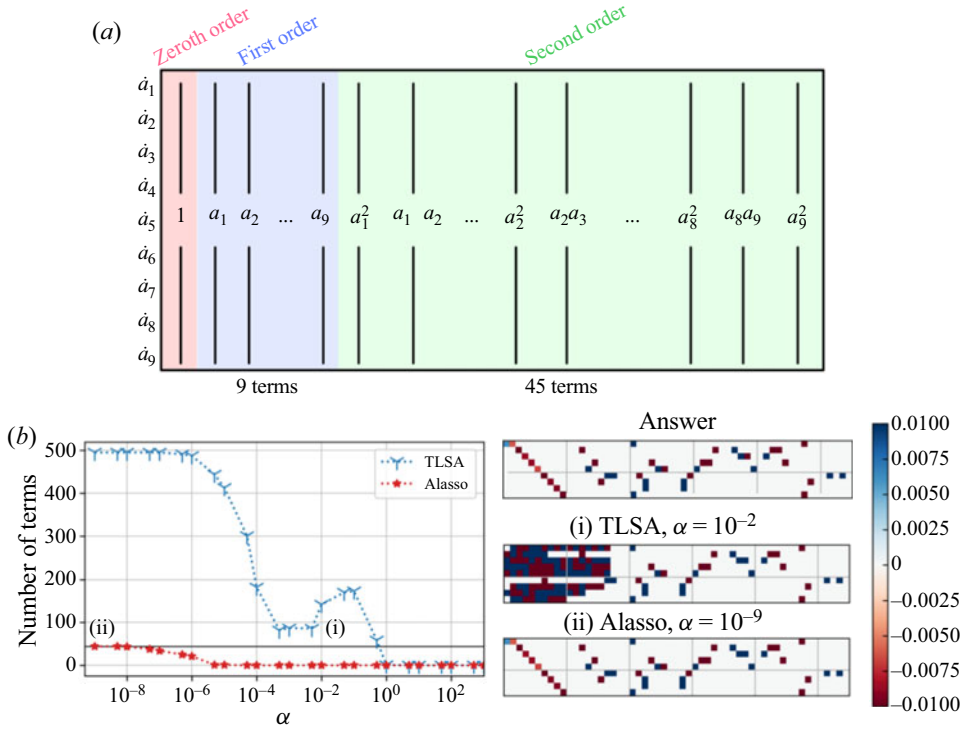 (a)
Zeroth order
First order
Second order
ȧ₁
ȧ₂
ȧ₃
ȧ₄
ȧ₅
ȧ₆
ȧ₇
ȧ₈
ȧ₉
1 a₁ a₂ ... a₉ a₁² a₁ a₂ ... a₂² a₂a₃ ... a₈² a₈a₉ a₉²
9 terms 45 terms
(b)
Number of terms
500
400
300
200
100
0
TLSA
Alasso
(i)
(ii)
10⁻⁸ 10⁻⁶ 10⁻⁴ 10⁻² 10⁰ 10²
α
Answer
(i) TLSA, α = 10⁻²
(ii) Alasso, α = 10⁻⁹
0.0100
0.0075
0.0050
0.0025
0
−0.0025
−0.0050
−0.0075
−0.0100